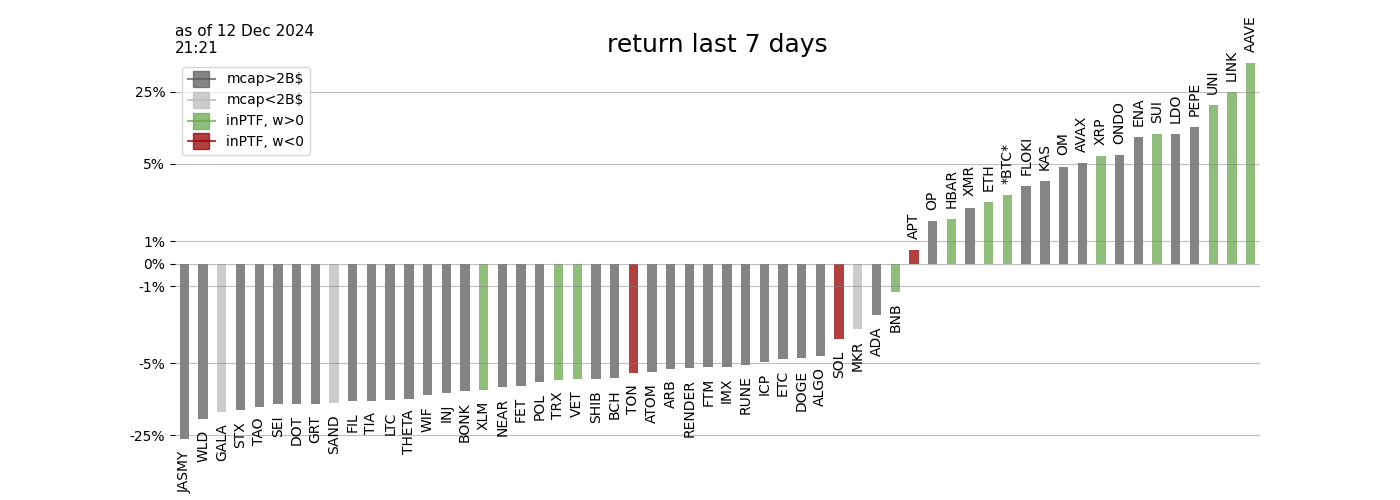 as of 12 Dec 2024
21:21
return last 7 days
mcap>2B$
mcap<2B$
inPTF, w>0
inPTF, w<0
25%
5%
1%
0%
-1%
-5%
-25%
JASMY
WLD
GALA
STX
TAO
SEI
DOT
GRT
SAND
FIL
TIA
LTC
THETA
WIF
INJ
BONK
XLM
NEAR
FET
POL
TRX
VET
SHIB
BCH
TON
ATOM
ARB
RENDER
FTM
IMX
RUNE
ICP
ETC
DOGE
ALGO
SOL
MKR
ADA
BNB
APT
OP
HBAR
XMR
ETH
*BTC*
FLOKI
KAS
OM
AVAX
XRP
ONDO
ENA
SUI
LDO
PEPE
UNI
LINK
AAVE